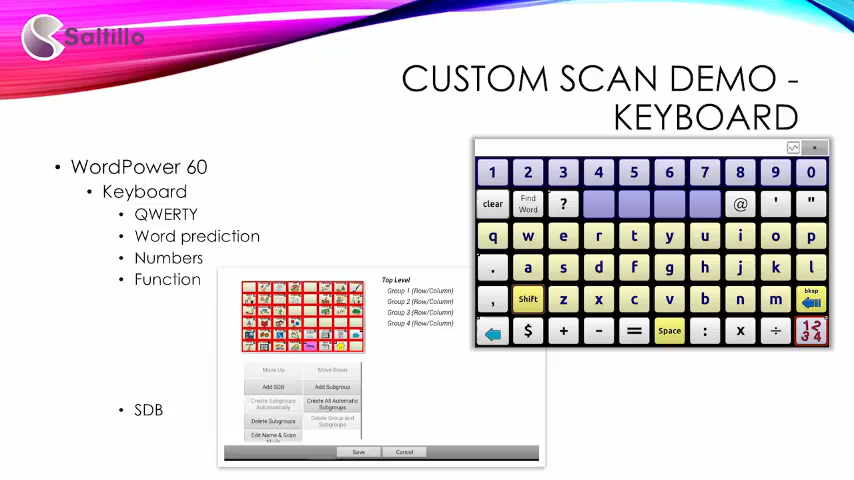 Saltillo
CUSTOM SCAN DEMO -
KEYBOARD
• WordPower 60
• Keyboard
• QWERTY
• Word prediction
• Numbers
• Function
• SDB
Top Level
Group 1 (Row/Column)
Group 2 (Row/Column)
Group 3 (Row/Column)
Group 4 (Row/Column)
Move Up Move Down
Add SDB Add Subgroup
Create Subgroups Automatically Create All Automatic Subgroups
Delete Subgroups Delete Group and Subgroups
Edit Name & Scan
Save Cancel
1 2 3 4 5 6 7 8 9 0
clear Find Word ? @ ' "
q w e r t y u i o p
. a s d f g h j k l
, Shift z x c v b n m bksp
$ + - = Space : x ÷ 12 34